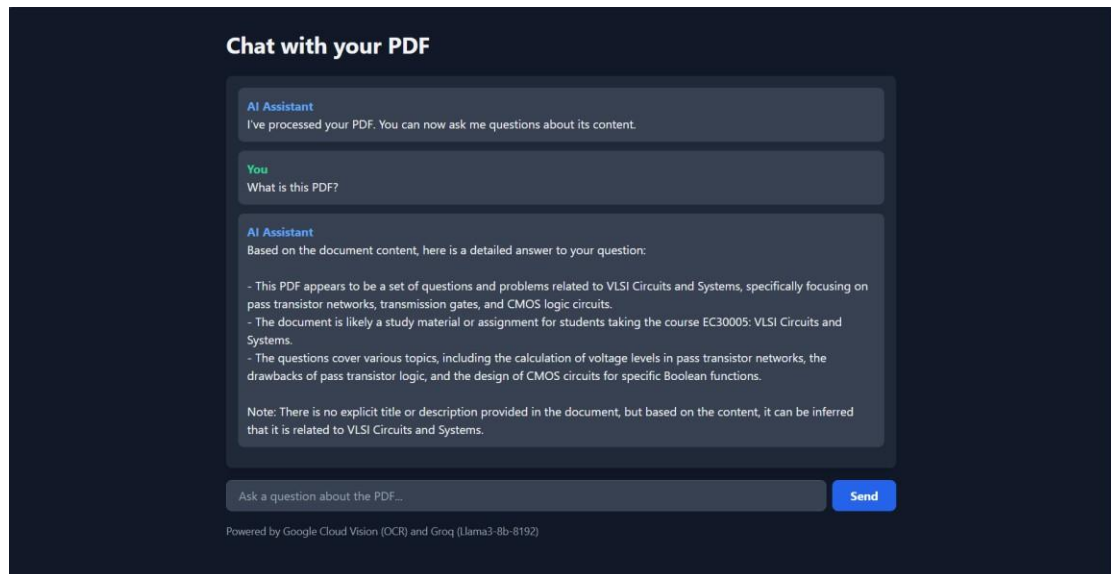 Chat with your PDF
AI Assistant
I've processed your PDF. You can now ask me questions about its content.
You
What is this PDF?
AI Assistant
Based on the document content, here is a detailed answer to your question:
- This PDF appears to be a set of questions and problems related to VLSI Circuits and Systems, specifically focusing on
pass transistor networks, transmission gates, and CMOS logic circuits.
- The document is likely a study material or assignment for students taking the course EC30005: VLSI Circuits and
Systems.
- The questions cover various topics, including the calculation of voltage levels in pass transistor networks, the
drawbacks of pass transistor logic, and the design of CMOS circuits for specific Boolean functions.
Note: There is no explicit title or description provided in the document, but based on the content, it can be inferred
that it is related to VLSI Circuits and Systems.
Ask a question about the PDF...
Send
Powered by Google Cloud Vision (OCR) and Groq (Llama3-8b-8192)